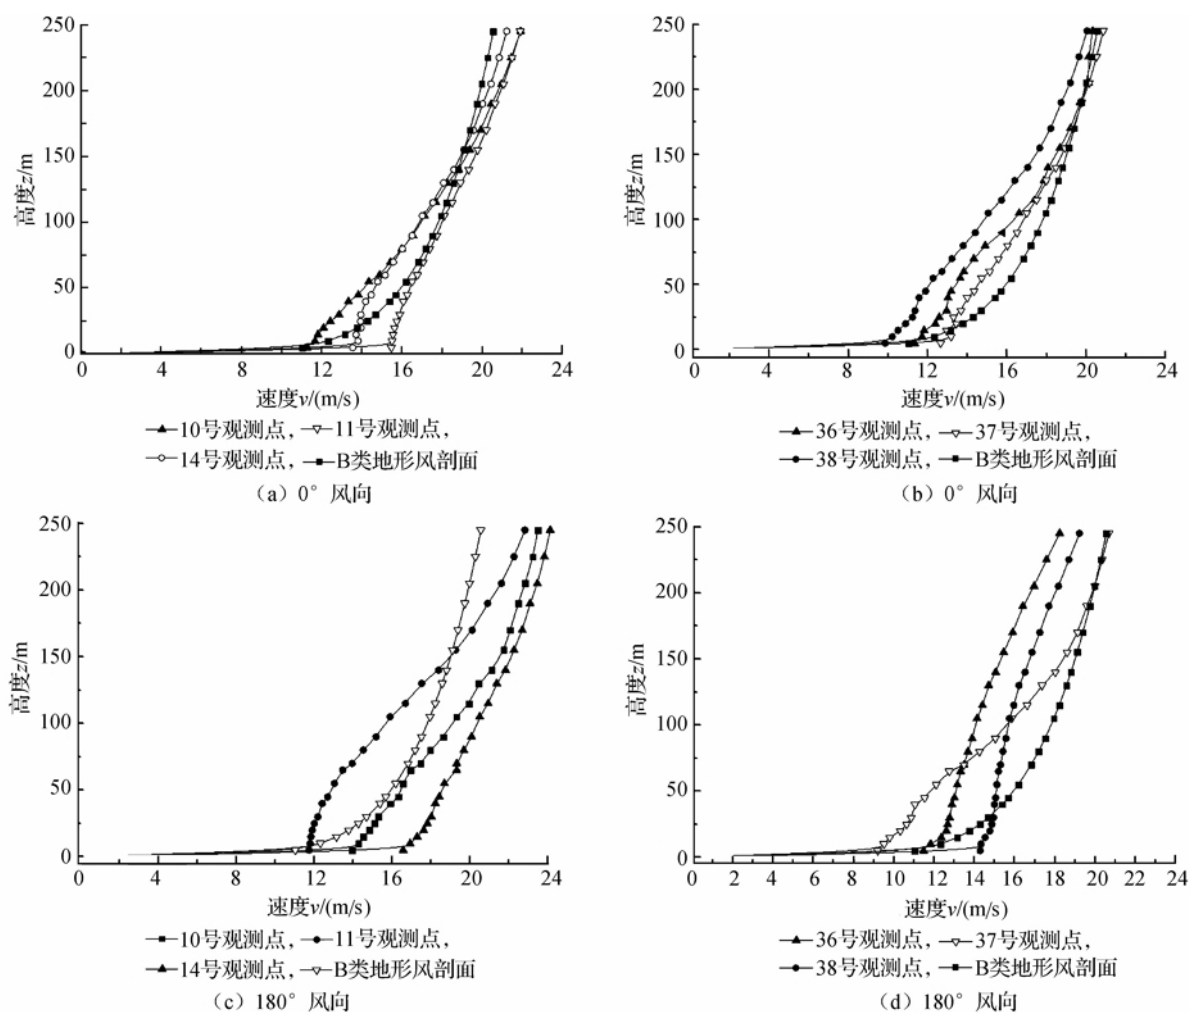 250
200
150
100
50
0
高度z/m
0 4 8 12 16 20 24
速度v/(m/s)
10号观测点， 11号观测点，
14号观测点， B类地形风剖面
（a）0° 风向
250
200
150
100
50
0
高度z/m
0 4 8 12 16 20 24
速度v/(m/s)
36号观测点， 37号观测点，
38号观测点， B类地形风剖面
（b）0° 风向
250
200
150
100
50
0
高度z/m
0 4 8 12 16 20 24
速度v/(m/s)
10号观测点， 11号观测点，
14号观测点， B类地形风剖面
（c）180° 风向
250
200
150
100
50
0
高度z/m
0 2 4 6 8 10 12 14 16 18 20 22 24
速度v/(m/s)
36号观测点， 37号观测点，
38号观测点， B类地形风剖面
（d）180° 风向